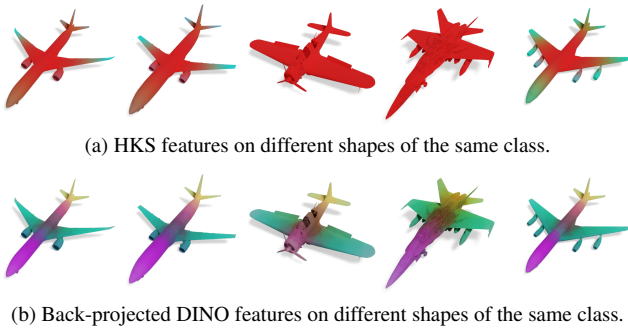 (a) HKS features on different shapes of the same class.
(b) Back-projected DINO features on different shapes of the same class.